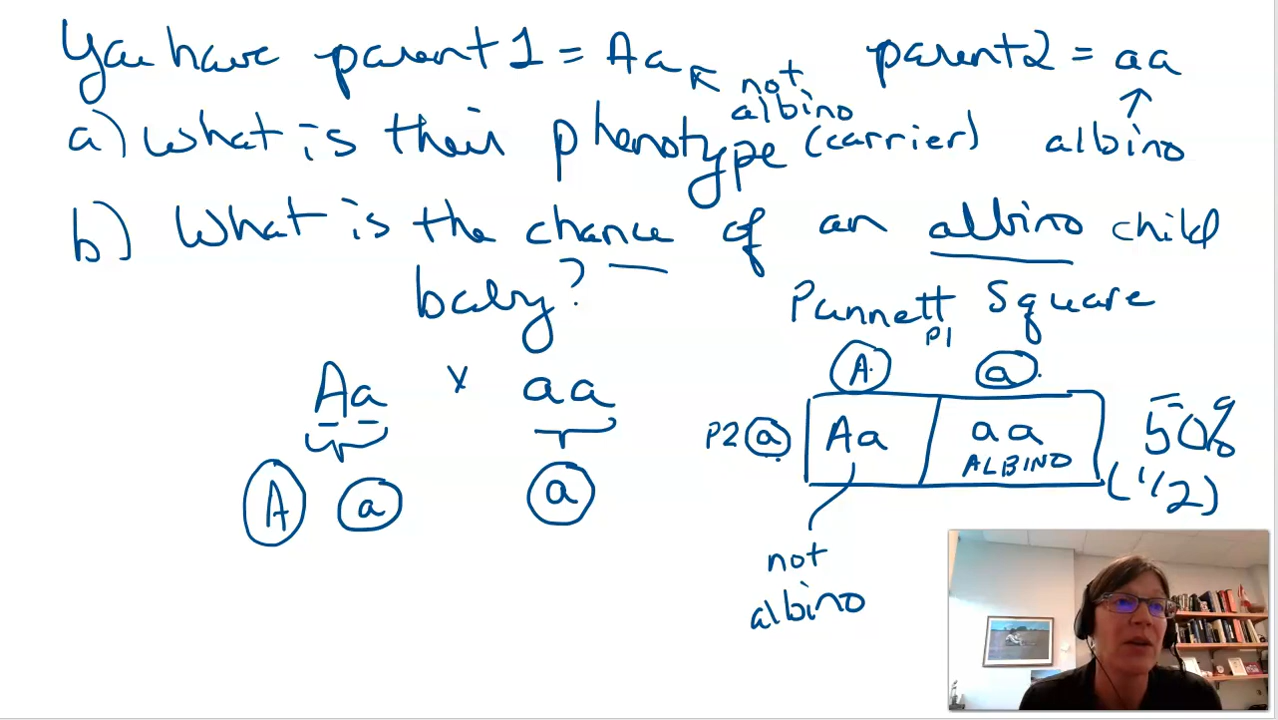 You have parent 1 = Aa not albino (carrier) parent 2 = aa albino
a) What is their phenotype
b) What is the chance of an albino child
baby?
Punnett Square
P1
A a
Aa x aa
P2 a Aa aa ALBINO 50%
(1/2)
A a a
not
albino